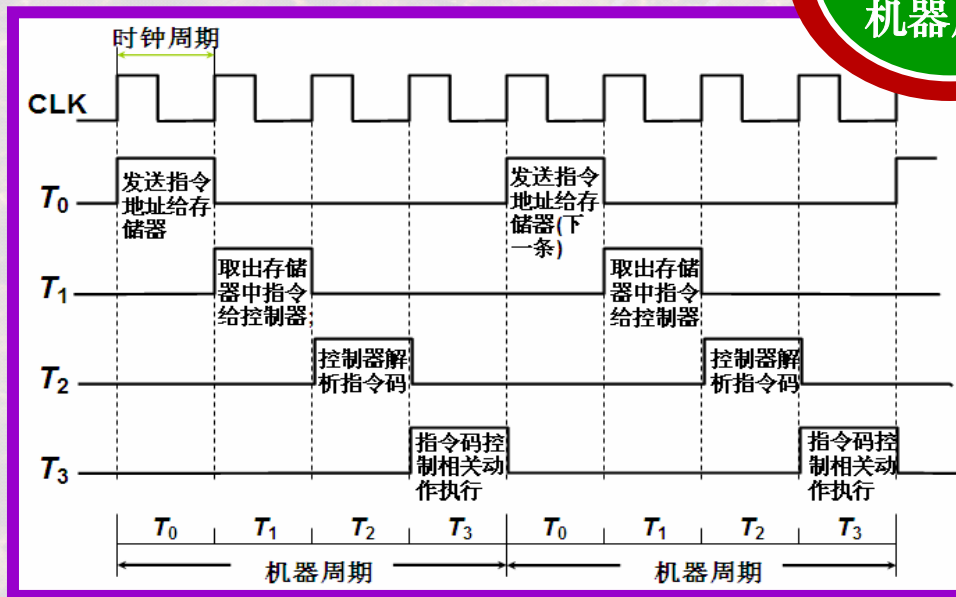 机器
时钟周期
CLK
T0
发送指令
地址给存
储器
发送指令
地址给存
储器(下
一条)
T1
取出存储
器中指令
给控制器;
取出存储
器中指令
给控制器
T2
控制器解
析指令码
控制器解
析指令码
T3
指令码控
制相关动
作执行
指令码控
制相关动
作执行
T0 T1 T2 T3 T0 T1 T2 T3
机器周期 机器周期